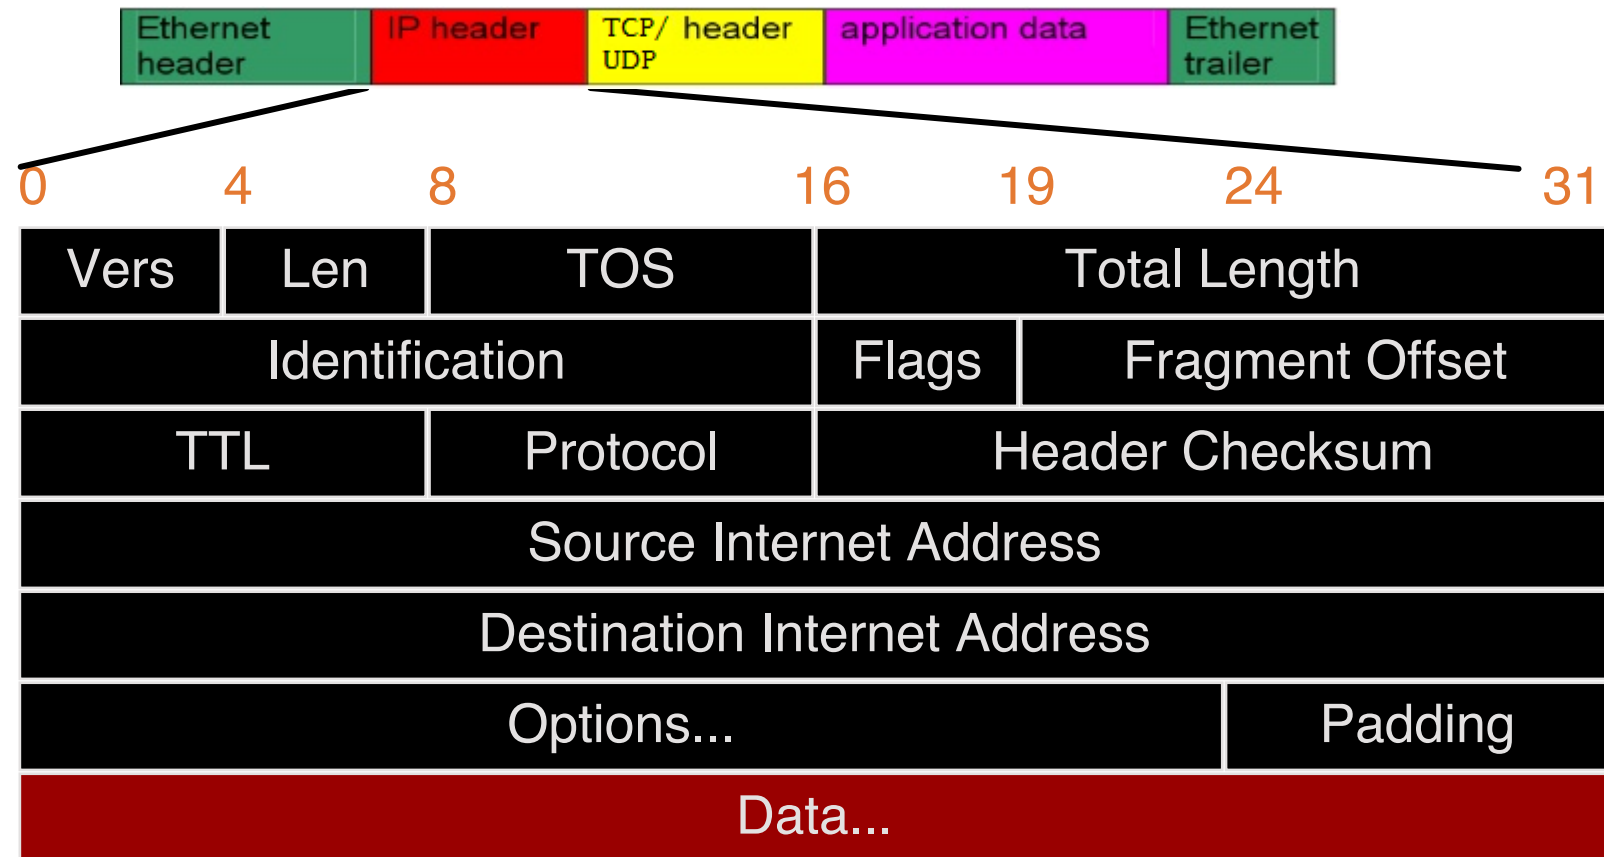 Ethernet header
IP header
TCP/ header
UDP
application data
Ethernet trailer
0 4 8 16 19 24 31
Vers Len TOS Total Length
Identification Flags Fragment Offset
TTL Protocol Header Checksum
Source Internet Address
Destination Internet Address
Options... Padding
Data...